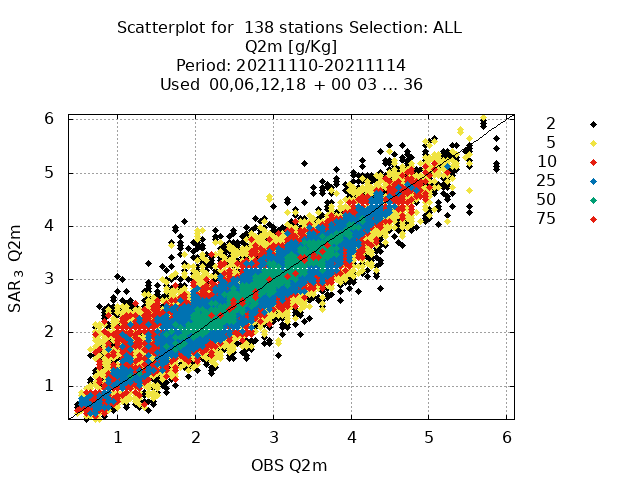 Scatterplot for 138 stations Selection: ALL
Q2m [g/Kg]
Period: 20211110-20211114
Used 00,06,12,18 + 00 03 ... 36
6
5
4
3
2
1
1 2 3 4 5 6
SAR3 Q2m
OBS Q2m
2
5
10
25
50
75